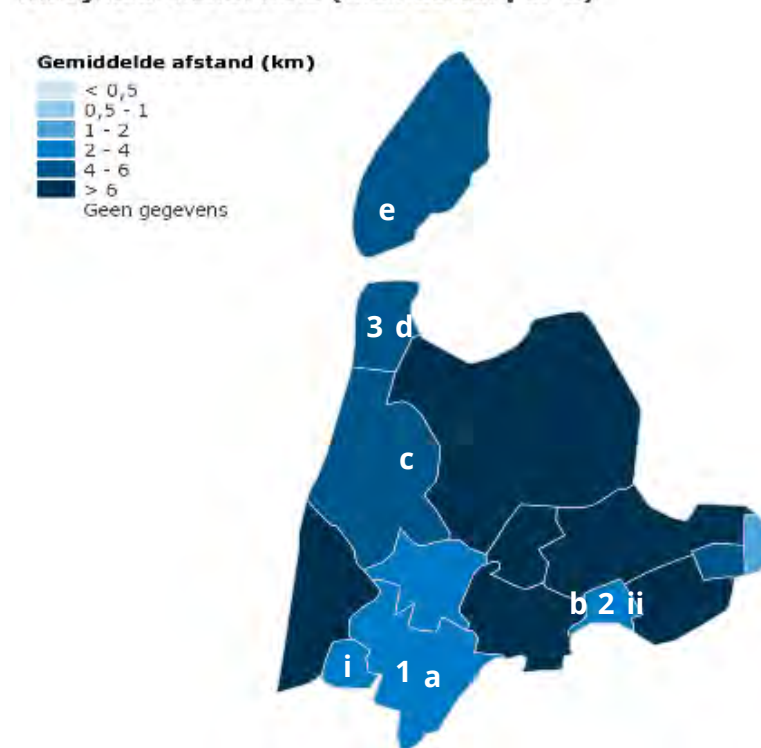 Gemiddelde afstand (km)
< 0,5
0,5 - 1
1 - 2
2 - 4
4 - 6
> 6
Geen gegevens
e
3 d
c
b 2 ii
i
1 a